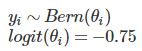 yᵢ ∼ Bern(θᵢ)
logit(θᵢ) = −0.75